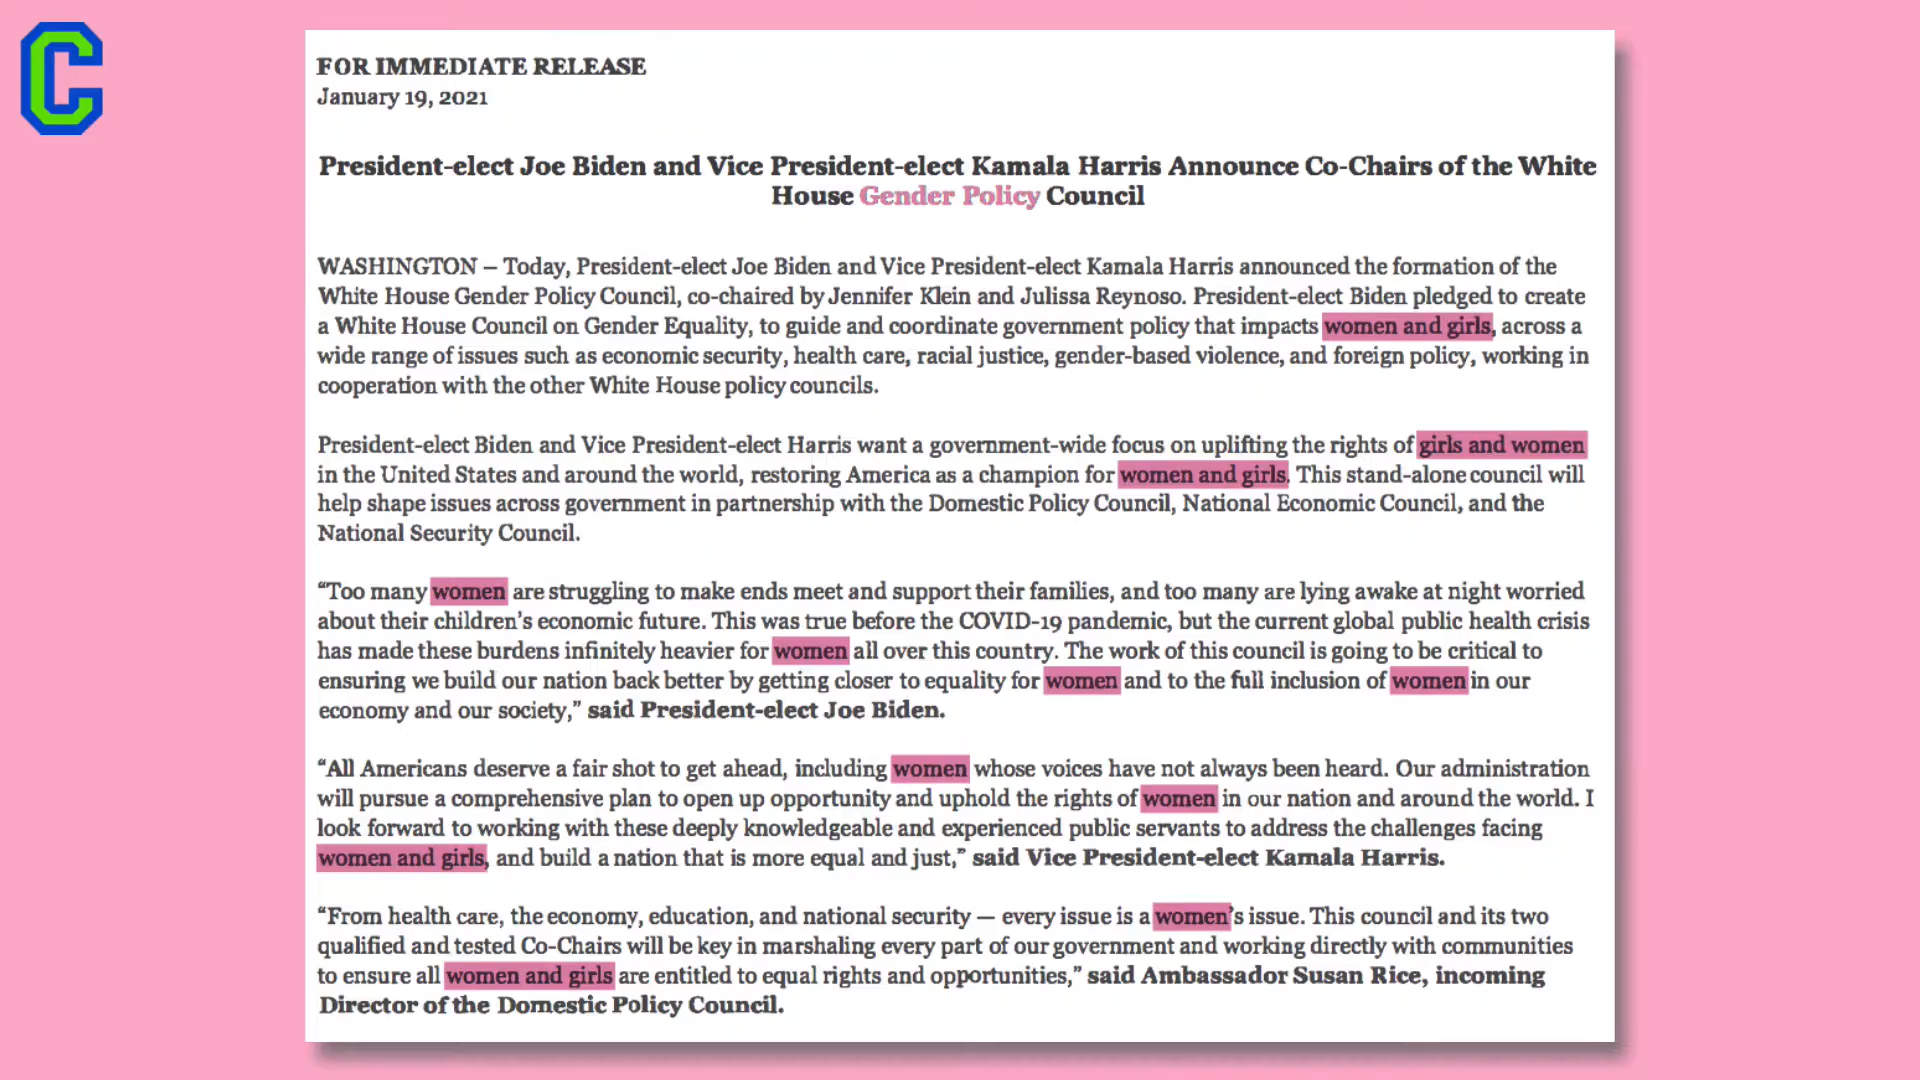 C
FOR IMMEDIATE RELEASE
January 19, 2021
President-elect Joe Biden and Vice President-elect Kamala Harris Announce Co-Chairs of the White
House Gender Policy Council
WASHINGTON – Today, President-elect Joe Biden and Vice President-elect Kamala Harris announced the formation of the
White House Gender Policy Council, co-chaired by Jennifer Klein and Julissa Reynoso. President-elect Biden pledged to create
a White House Council on Gender Equality, to guide and coordinate government policy that impacts women and girls, across a
wide range of issues such as economic security, health care, racial justice, gender-based violence, and foreign policy, working in
cooperation with the other White House policy councils.
President-elect Biden and Vice President-elect Harris want a government-wide focus on uplifting the rights of girls and women
in the United States and around the world, restoring America as a champion for women and girls. This stand-alone council will
help shape issues across government in partnership with the Domestic Policy Council, National Economic Council, and the
National Security Council.
“Too many women are struggling to make ends meet and support their families, and too many are lying awake at night worried
about their children’s economic future. This was true before the COVID-19 pandemic, but the current global public health crisis
has made these burdens infinitely heavier for women all over this country. The work of this council is going to be critical to
ensuring we build our nation back better by getting closer to equality for women and to the full inclusion of women in our
economy and our society,” said President-elect Joe Biden.
“All Americans deserve a fair shot to get ahead, including women whose voices have not always been heard. Our administration
will pursue a comprehensive plan to open up opportunity and uphold the rights of women in our nation and around the world. I
look forward to working with these deeply knowledgeable and experienced public servants to address the challenges facing
women and girls, and build a nation that is more equal and just,” said Vice President-elect Kamala Harris.
“From health care, the economy, education, and national security — every issue is a women’s issue. This council and its two
qualified and tested Co-Chairs will be key in marshaling every part of our government and working directly with communities
to ensure all women and girls are entitled to equal rights and opportunities,” said Ambassador Susan Rice, incoming
Director of the Domestic Policy Council.